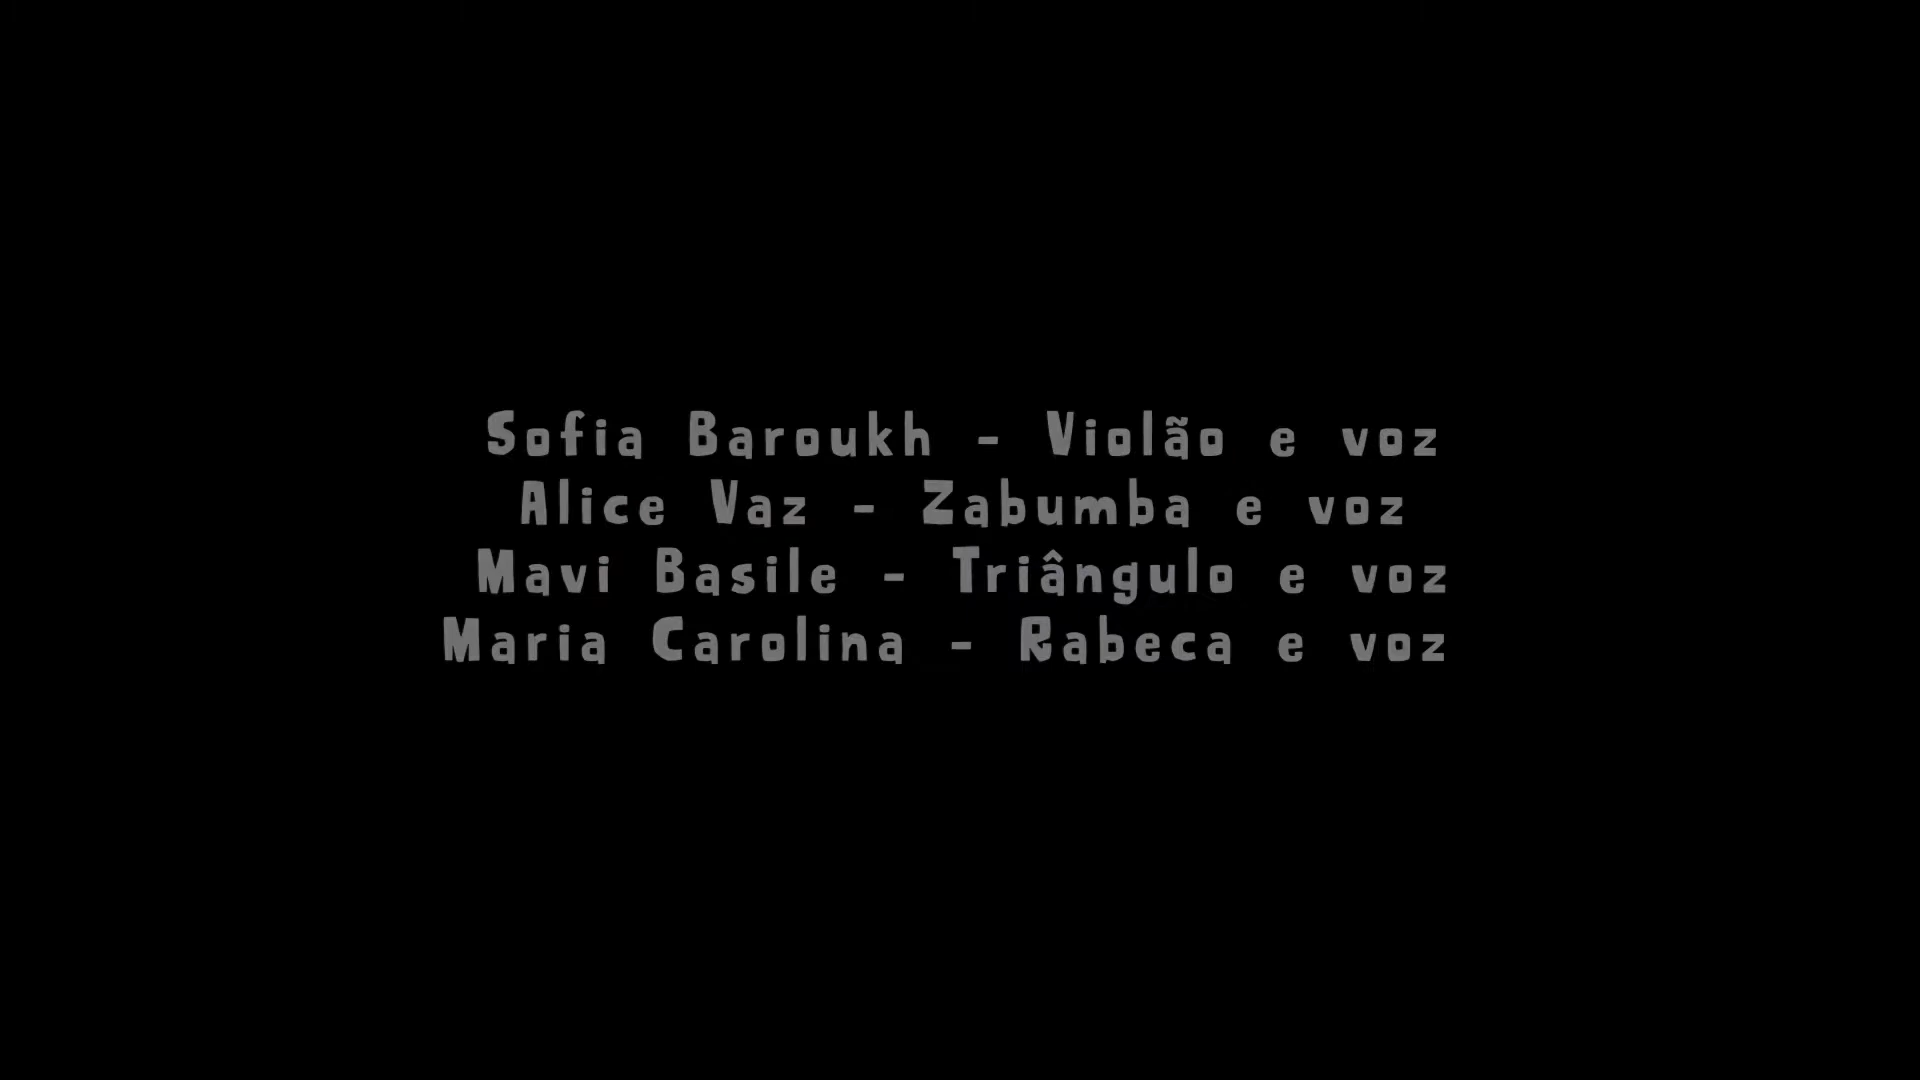 Sofia Baroukh - Violão e voz
Alice Vaz - Zabumba e voz
Mavi Basile - Triângulo e voz
Maria Carolina - Rabeca e voz